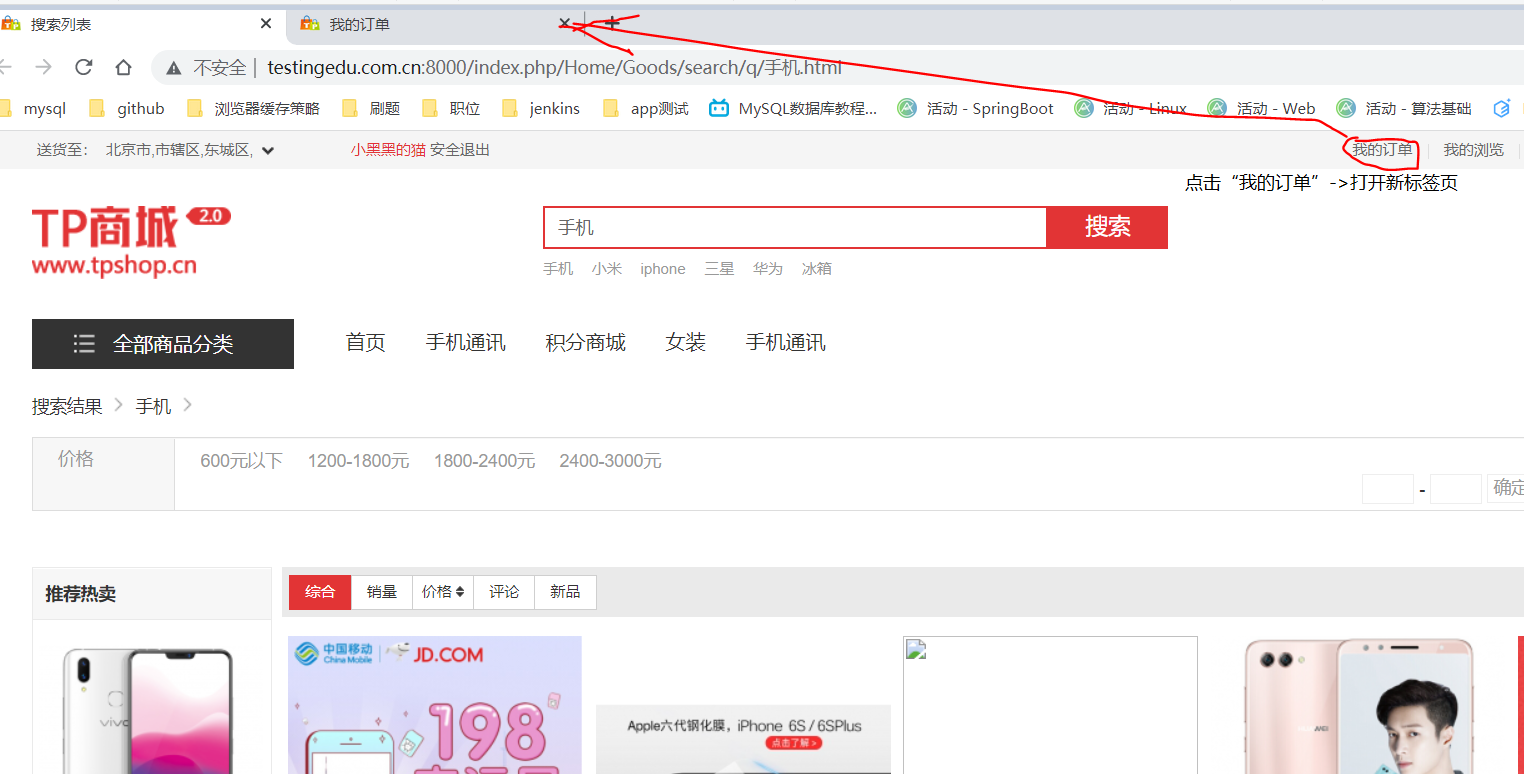 搜索列表 我的订单
不安全 testingedu.com.cn:8000/index.php/Home/Goods/search/q/手机.html
mysql github 浏览器缓存策略 刷题 职位 jenkins app测试 MySQL数据库教程... 活动 - SpringBoot 活动 - Linux 活动 - Web 活动 - 算法基础
送货至: 北京市,市辖区,东城区, 小黑黑的猫 安全退出 我的订单 我的浏览
点击“我的订单”->打开新标签页
TP商城 2.0
www.tpshop.cn
手机 搜索
手机 小米 iphone 三星 华为 冰箱
全部商品分类 首页 手机通讯 积分商城 女装 手机通讯
搜索结果 > 手机 >
价格 600元以下 1200-1800元 1800-2400元 2400-3000元
- 确定
推荐热卖 综合 销量 价格 评论 新品
中国移动 China Mobile JD.COM
198
Apple六代钢化膜，iPhone 6S / 6SPlus
点击了解 >
vivo
HUAWEI